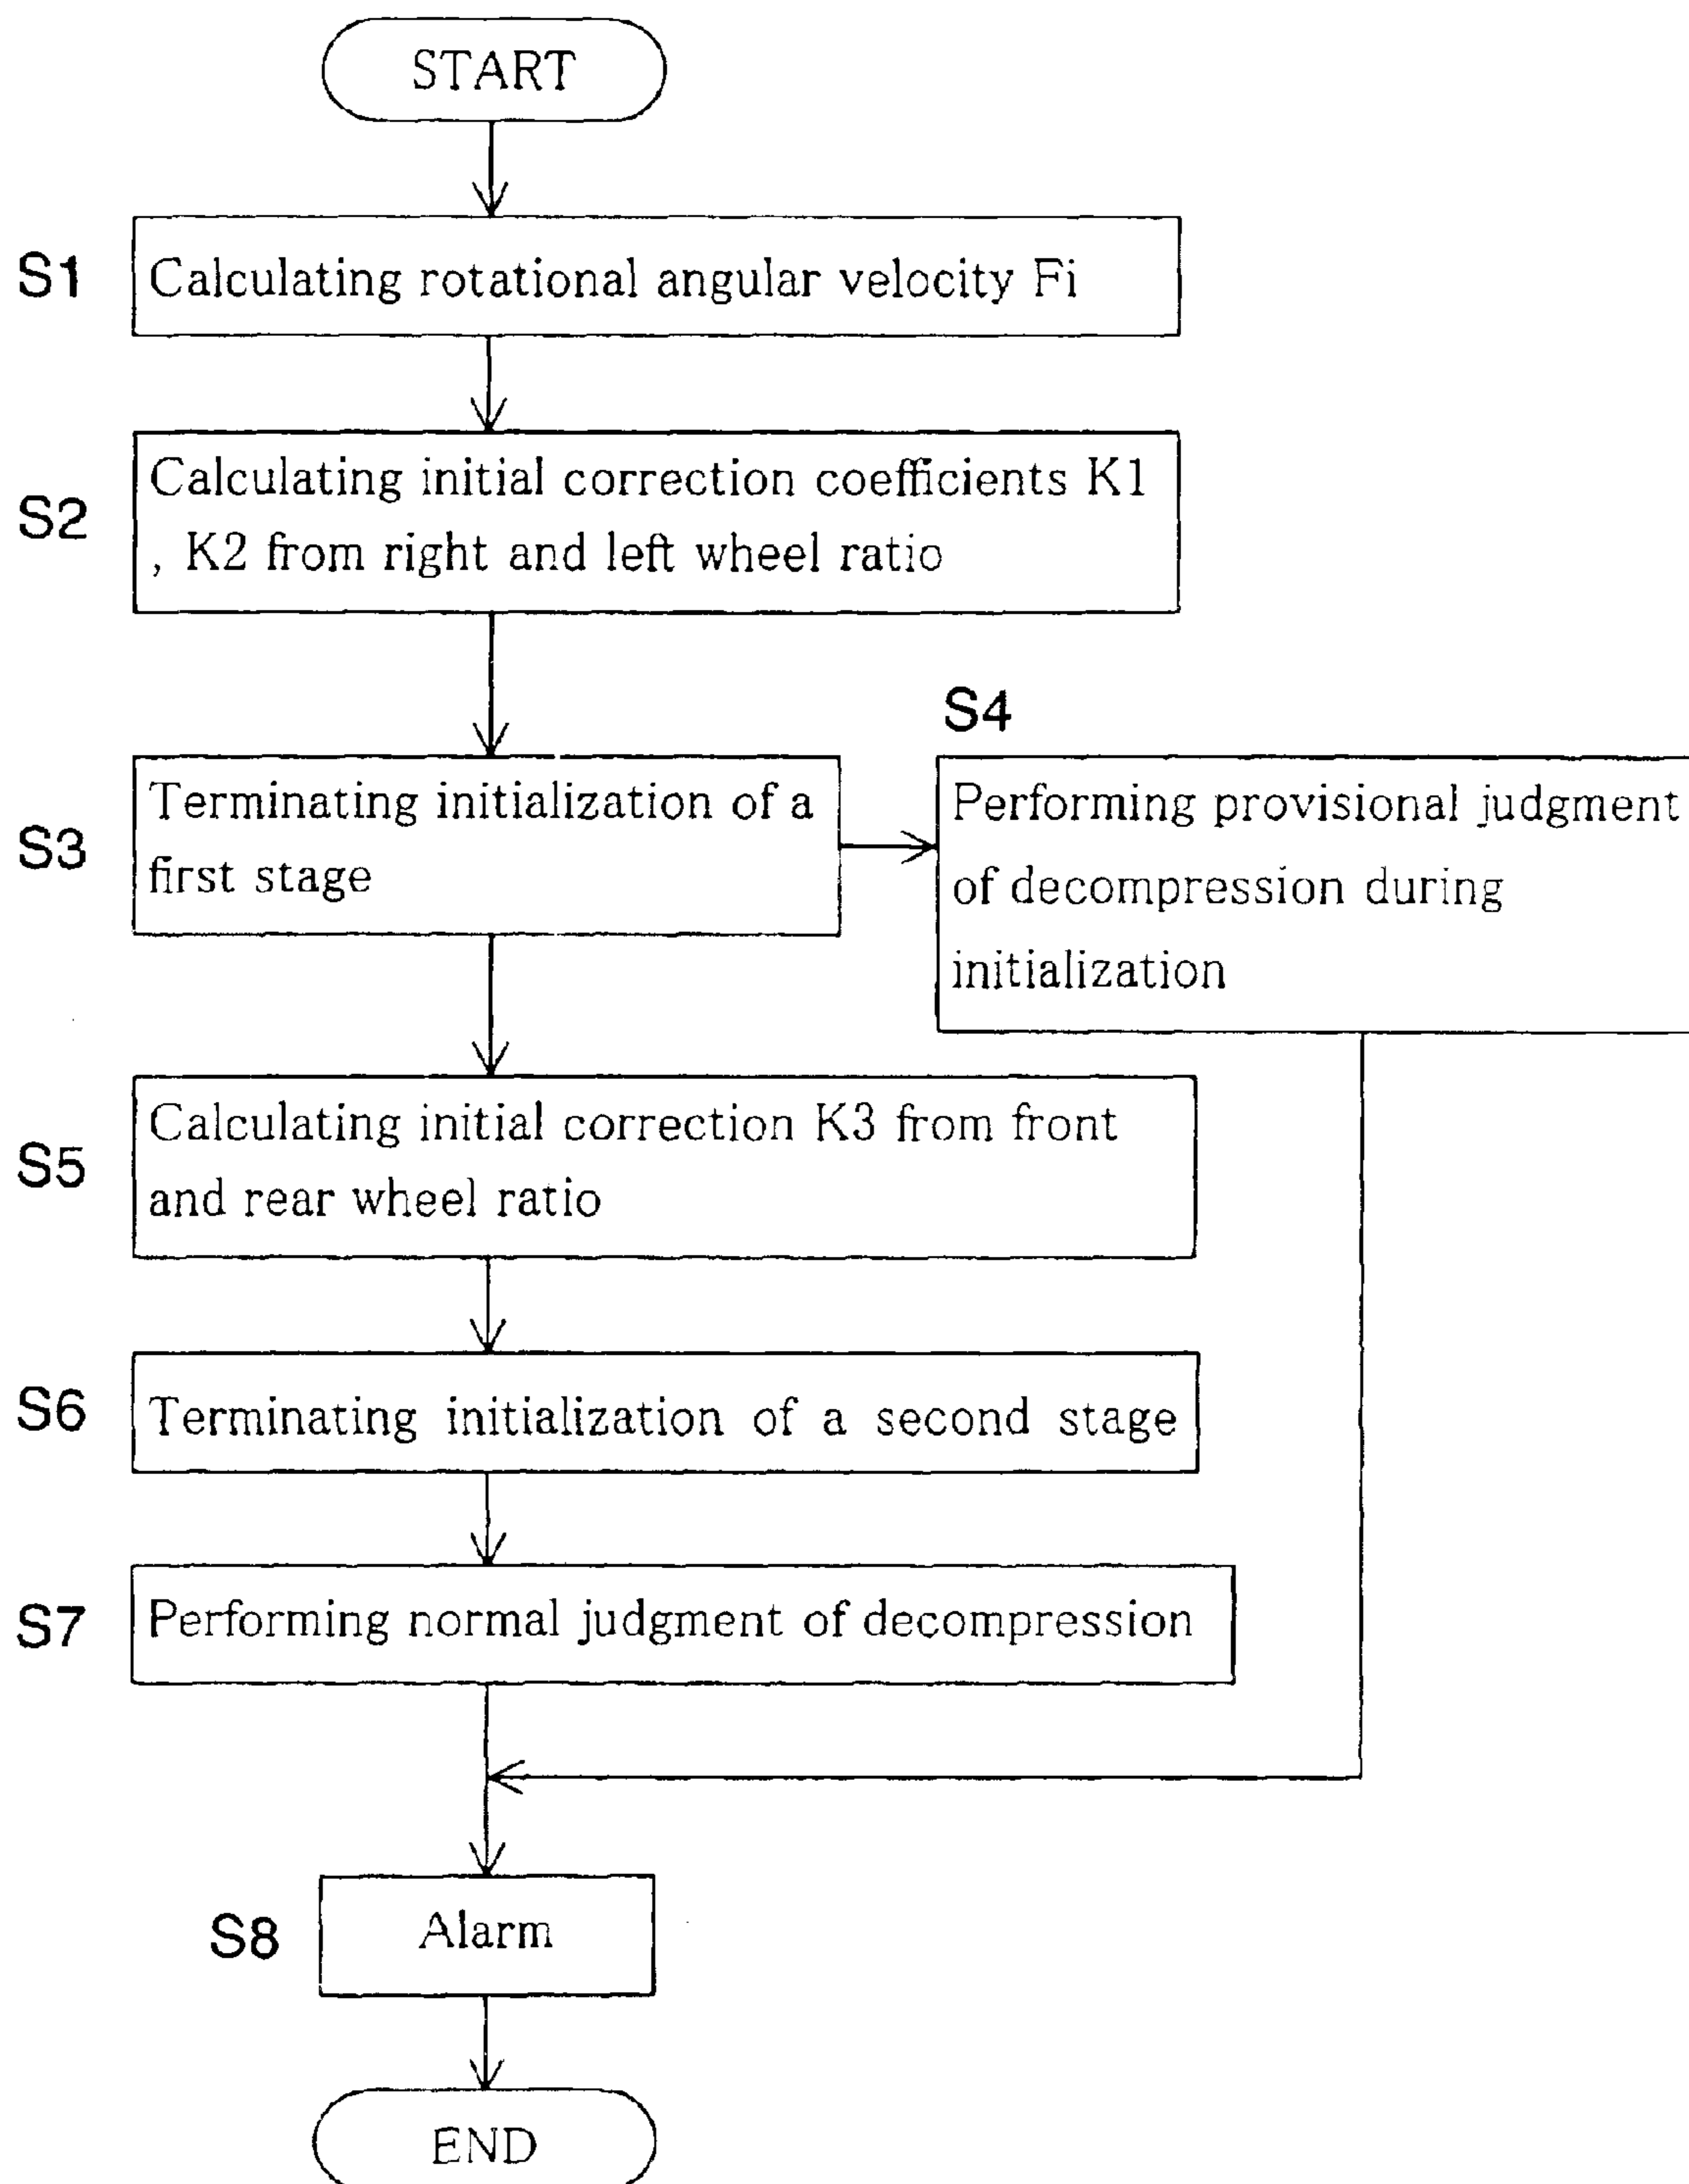 START
S1
Calculating rotational angular velocity Fi
S2
Calculating initial correction coefficients K1
, K2 from right and left wheel ratio
S3
Terminating initialization of a
first stage
S4
Performing provisional judgment
of decompression during
initialization
S5
Calculating initial correction K3 from front
and rear wheel ratio
S6
Terminating initialization of a second stage
S7
Performing normal judgment of decompression
S8
Alarm
END